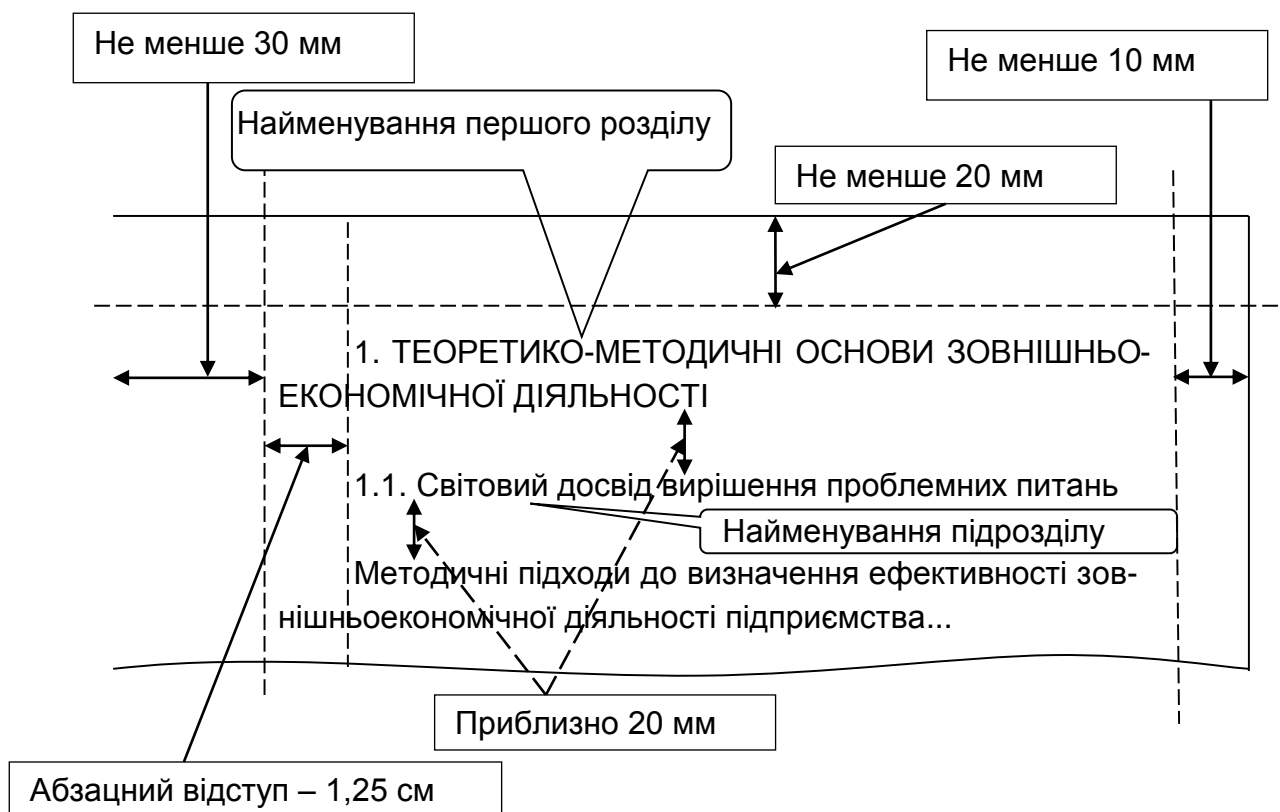 Не менше 30 мм
Не менше 10 мм
Найменування першого розділу
Не менше 20 мм
1. ТЕОРЕТИКО-МЕТОДИЧНІ ОСНОВИ ЗОВНІШНЬО-
ЕКОНОМІЧНОЇ ДІЯЛЬНОСТІ
1.1. Світовий досвід вирішення проблемних питань
Найменування підрозділу
Методичні підходи до визначення ефективності зов-
нішньоекономічної діяльності підприємства...
Приблизно 20 мм
Абзацний відступ – 1,25 см